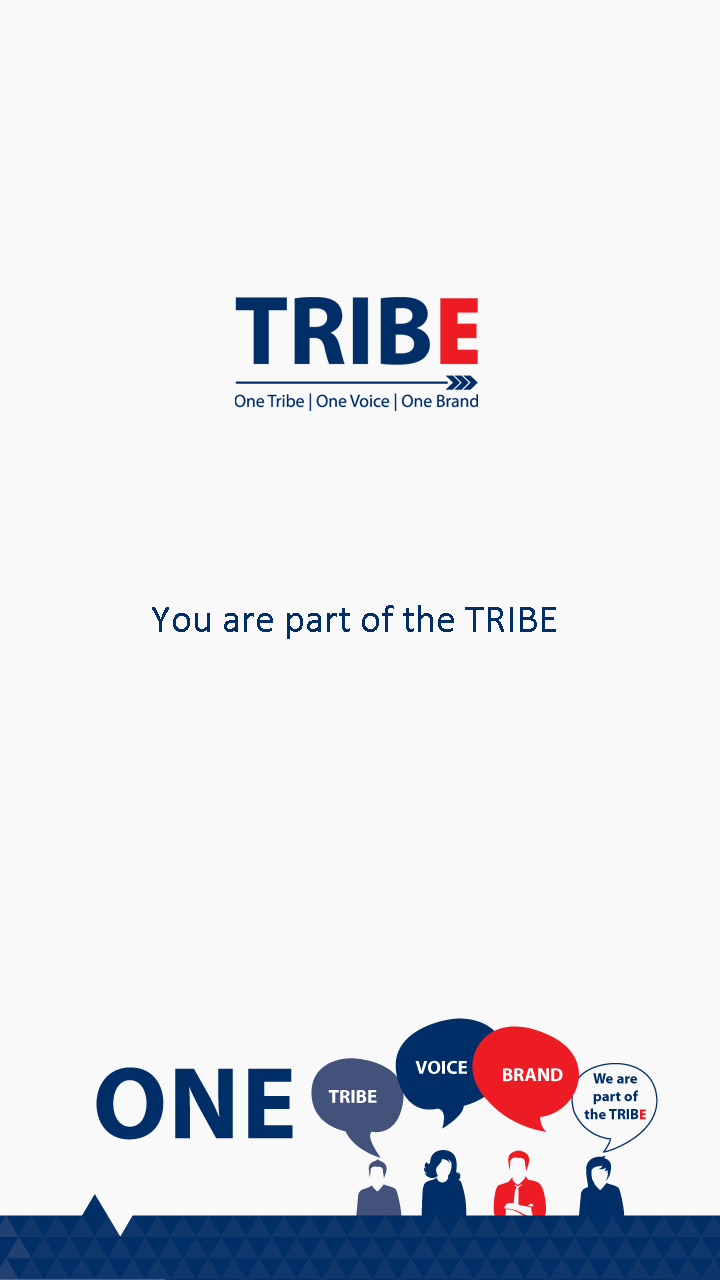 TRIBE
One Tribe | One Voice | One Brand
You are part of the TRIBE
ONE
TRIBE
VOICE
BRAND
We are
part of
the TRIBE